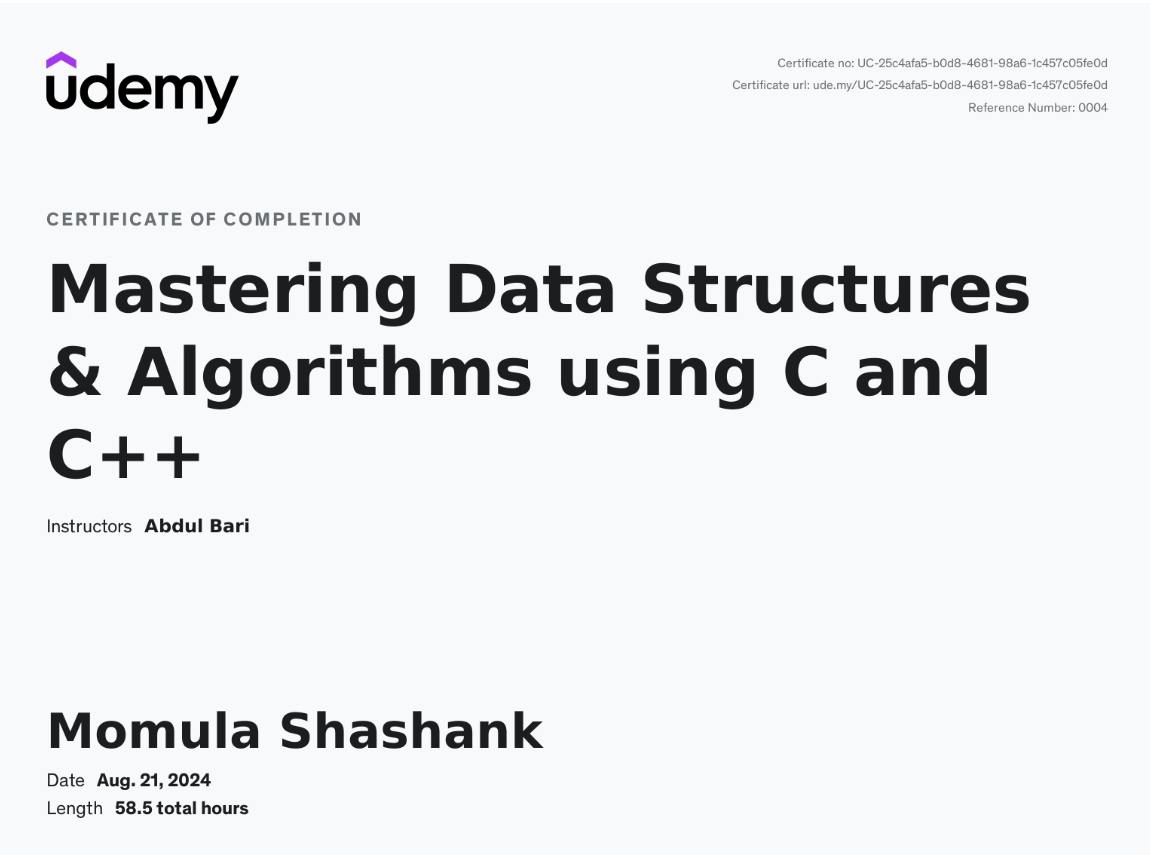 udemy
Certificate no: UC-25c4afa5-b0d8-4681-98a6-1c457c05fe0d
Certificate url: ude.my/UC-25c4afa5-b0d8-4681-98a6-1c457c05fe0d
Reference Number: 0004
CERTIFICATE OF COMPLETION
Mastering Data Structures
& Algorithms using C and
C++
Instructors Abdul Bari
Momula Shashank
Date Aug. 21, 2024
Length 58.5 total hours